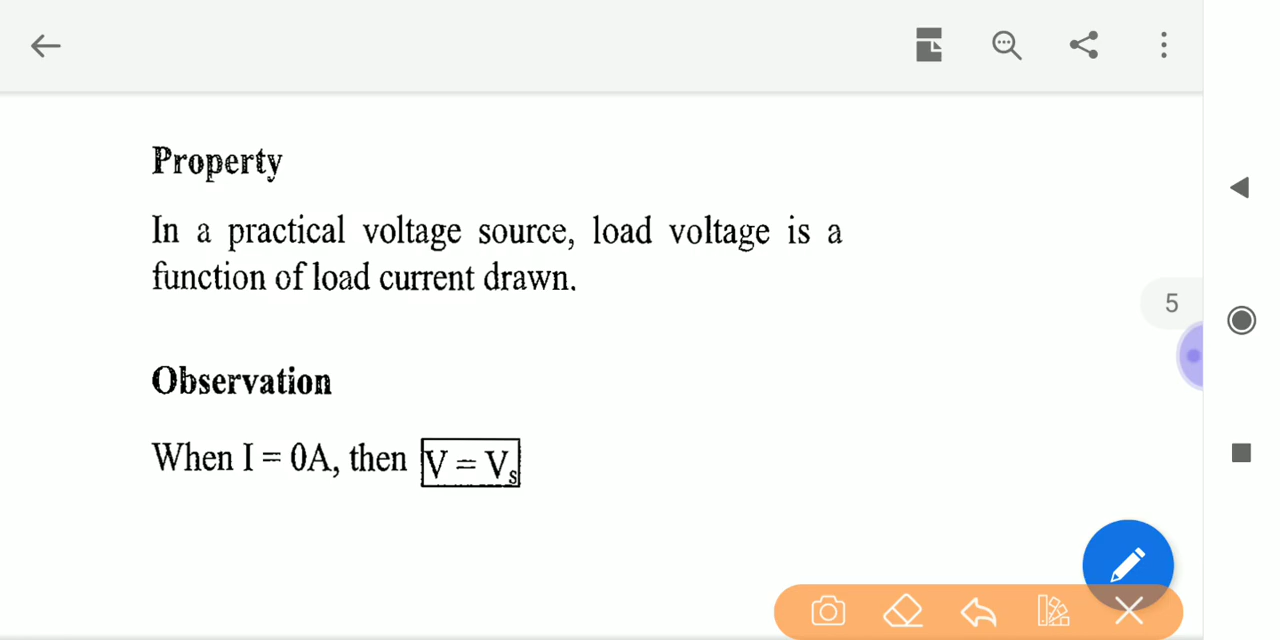 Property
In a practical voltage source, load voltage is a
function of load current drawn.
5
Observation
When I = 0A, then V = Vs